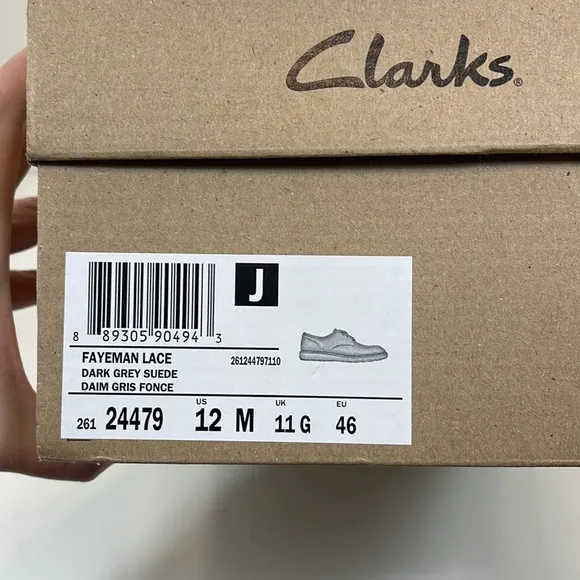 Clarks®
J
8 89305 90494 3
FAYEMAN LACE
261244797110
DARK GREY SUEDE
DAIM GRIS FONCE
US UK EU
261 24479 12 M 11 G 46